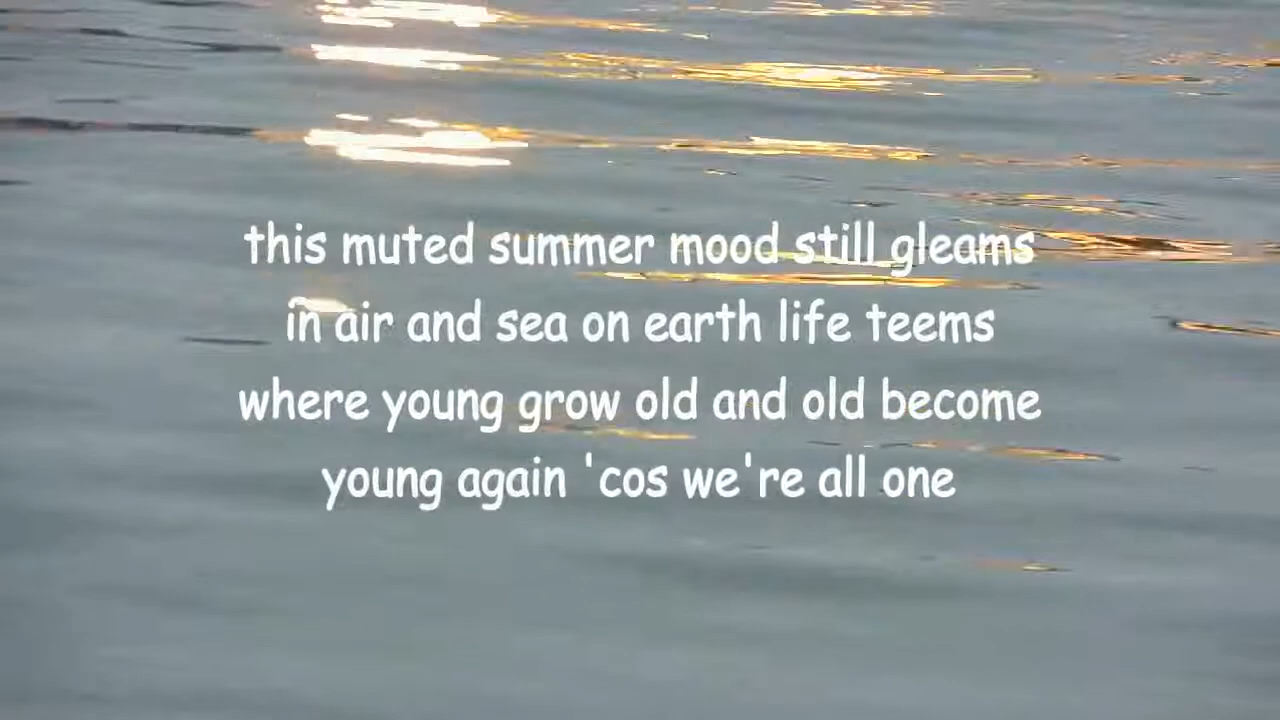 this muted summer mood still gleams
in air and sea on earth life teems
where young grow old and old become
young again 'cos we're all one